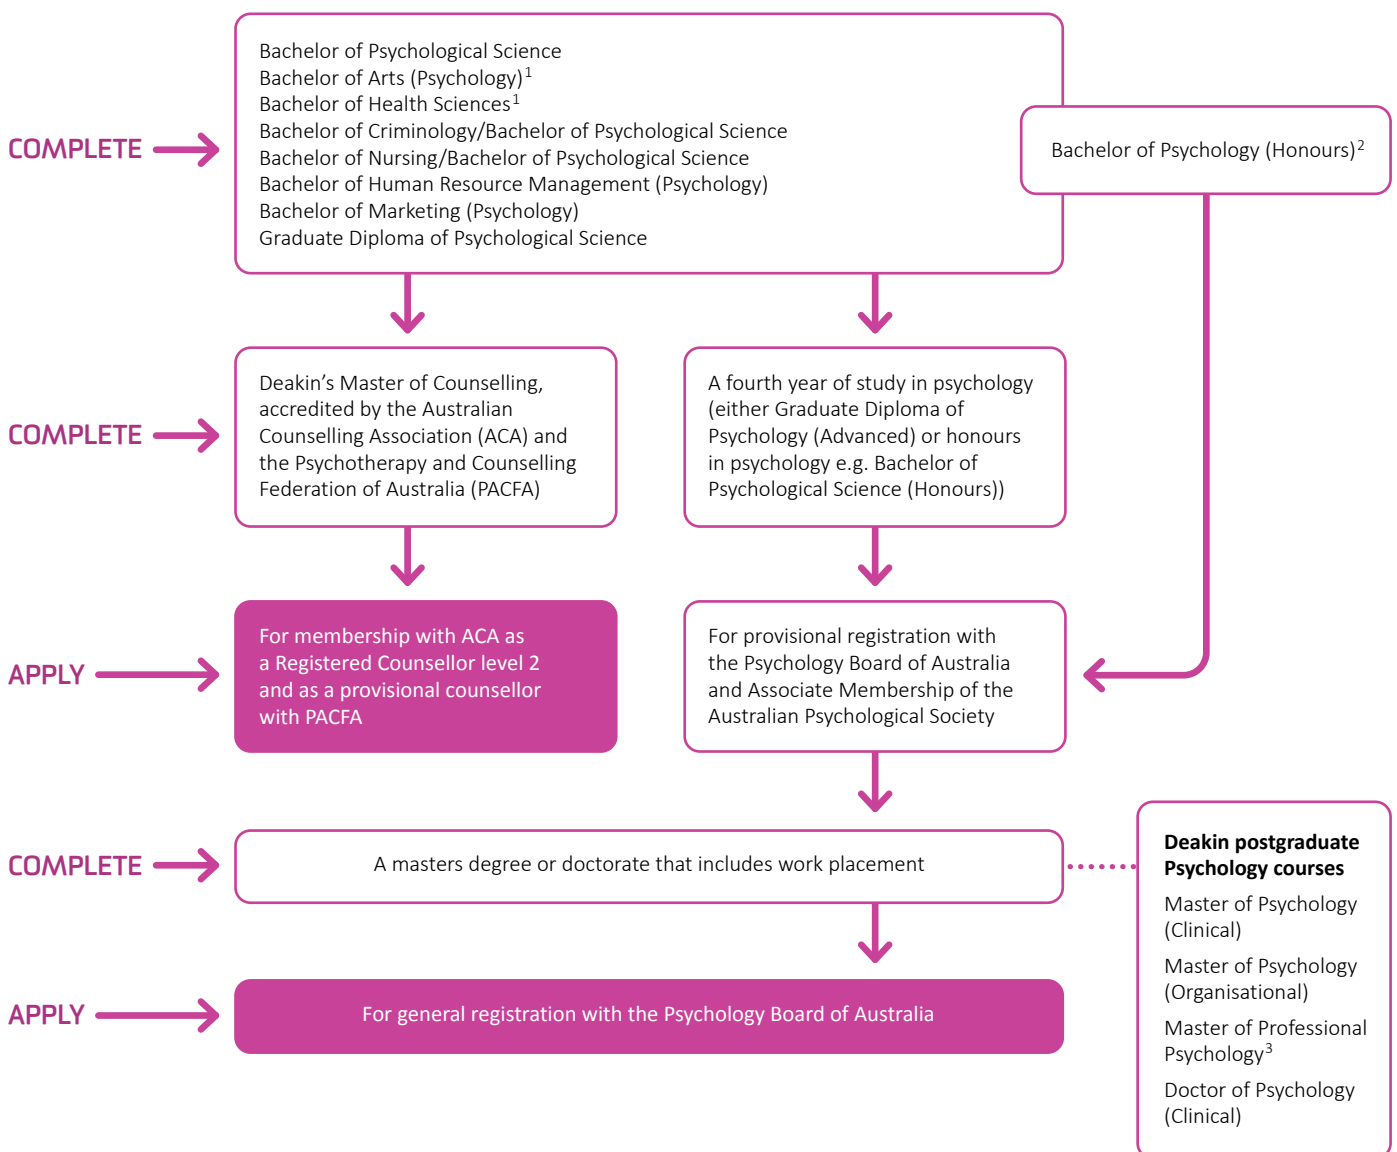 COMPLETE
Bachelor of Psychological Science
Bachelor of Arts (Psychology)1
Bachelor of Health Sciences1
Bachelor of Criminology/Bachelor of Psychological Science
Bachelor of Nursing/Bachelor of Psychological Science
Bachelor of Human Resource Management (Psychology)
Bachelor of Marketing (Psychology)
Graduate Diploma of Psychological Science
Bachelor of Psychology (Honours)2
COMPLETE
Deakin’s Master of Counselling,
accredited by the Australian
Counselling Association (ACA) and
the Psychotherapy and Counselling
Federation of Australia (PACFA)
A fourth year of study in psychology
(either Graduate Diploma of
Psychology (Advanced) or honours
in psychology e.g. Bachelor of
Psychological Science (Honours))
APPLY
For membership with ACA as
a Registered Counsellor level 2
and as a provisional counsellor
with PACFA
For provisional registration with
the Psychology Board of Australia
and Associate Membership of the
Australian Psychological Society
COMPLETE
A masters degree or doctorate that includes work placement
Deakin postgraduate
Psychology courses
Master of Psychology
(Clinical)
Master of Psychology
(Organisational)
Master of Professional
Psychology3
Doctor of Psychology
(Clinical)
APPLY
For general registration with the Psychology Board of Australia